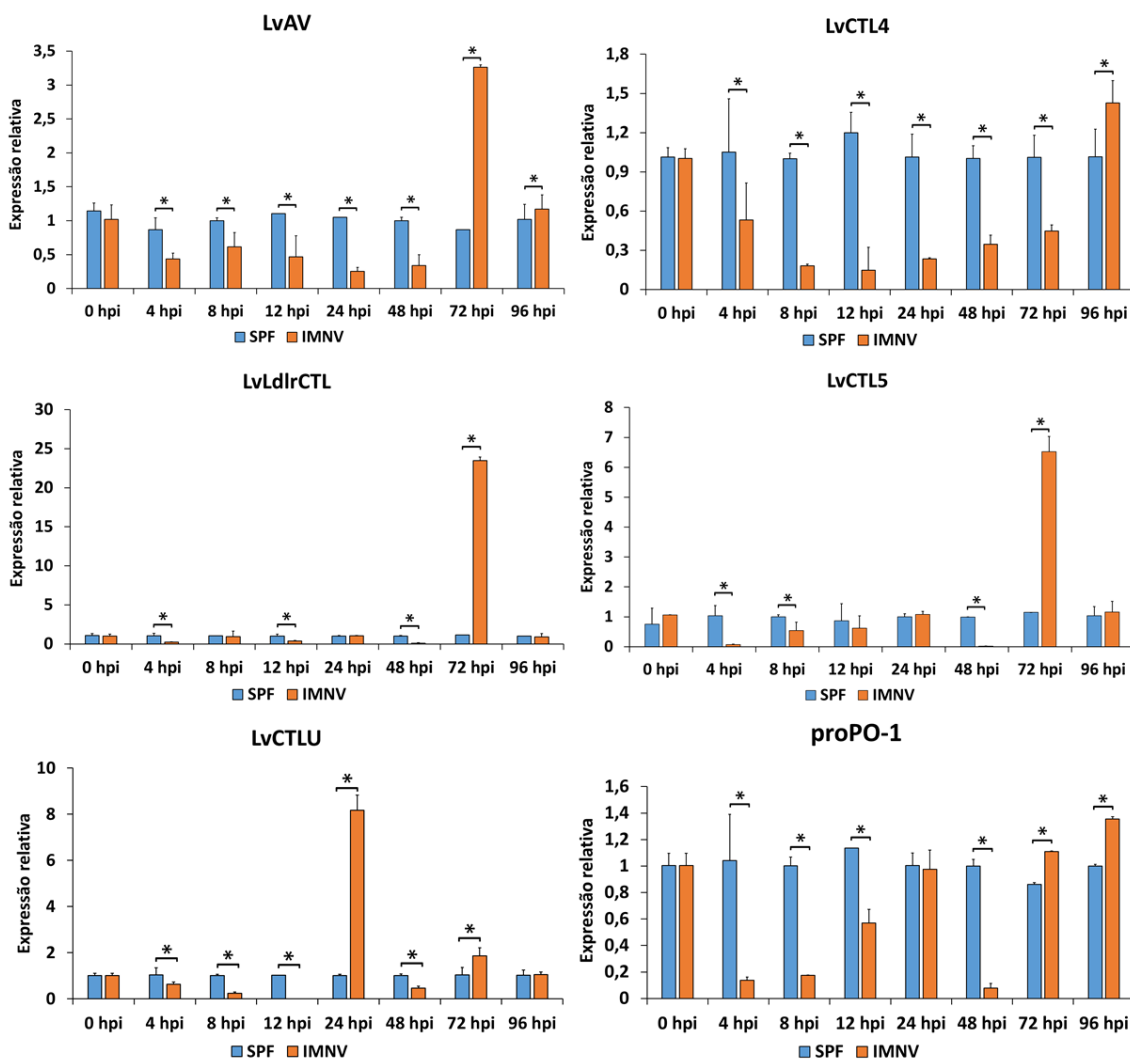 LvAV
Expressão relativa
3,5
3
2,5
2
1,5
1
0,5
0
* * * * * * *
0 hpi 4 hpi 8 hpi 12 hpi 24 hpi 48 hpi 72 hpi 96 hpi
SPF IMNV
LvCTL4
Expressão relativa
1,8
1,5
1,2
0,9
0,6
0,3
0
* * * * * * *
0 hpi 4 hpi 8 hpi 12 hpi 24 hpi 48 hpi 72 hpi 96 hpi
SPF IMNV
LvLdlrCTL
Expressão relativa
30
25
20
15
10
5
0
* * * *
0 hpi 4 hpi 8 hpi 12 hpi 24 hpi 48 hpi 72 hpi 96 hpi
SPF IMNV
LvCTL5
Expressão relativa
8
7
6
5
4
3
2
1
0
* * * *
0 hpi 4 hpi 8 hpi 12 hpi 24 hpi 48 hpi 72 hpi 96 hpi
SPF IMNV
LvCTLU
Expressão relativa
10
8
6
4
2
0
* * * * * *
0 hpi 4 hpi 8 hpi 12 hpi 24 hpi 48 hpi 72 hpi 96 hpi
SPF IMNV
proPO-1
Expressão relativa
1,6
1,4
1,2
1
0,8
0,6
0,4
0,2
0
* * * * * *
0 hpi 4 hpi 8 hpi 12 hpi 24 hpi 48 hpi 72 hpi 96 hpi
SPF IMNV